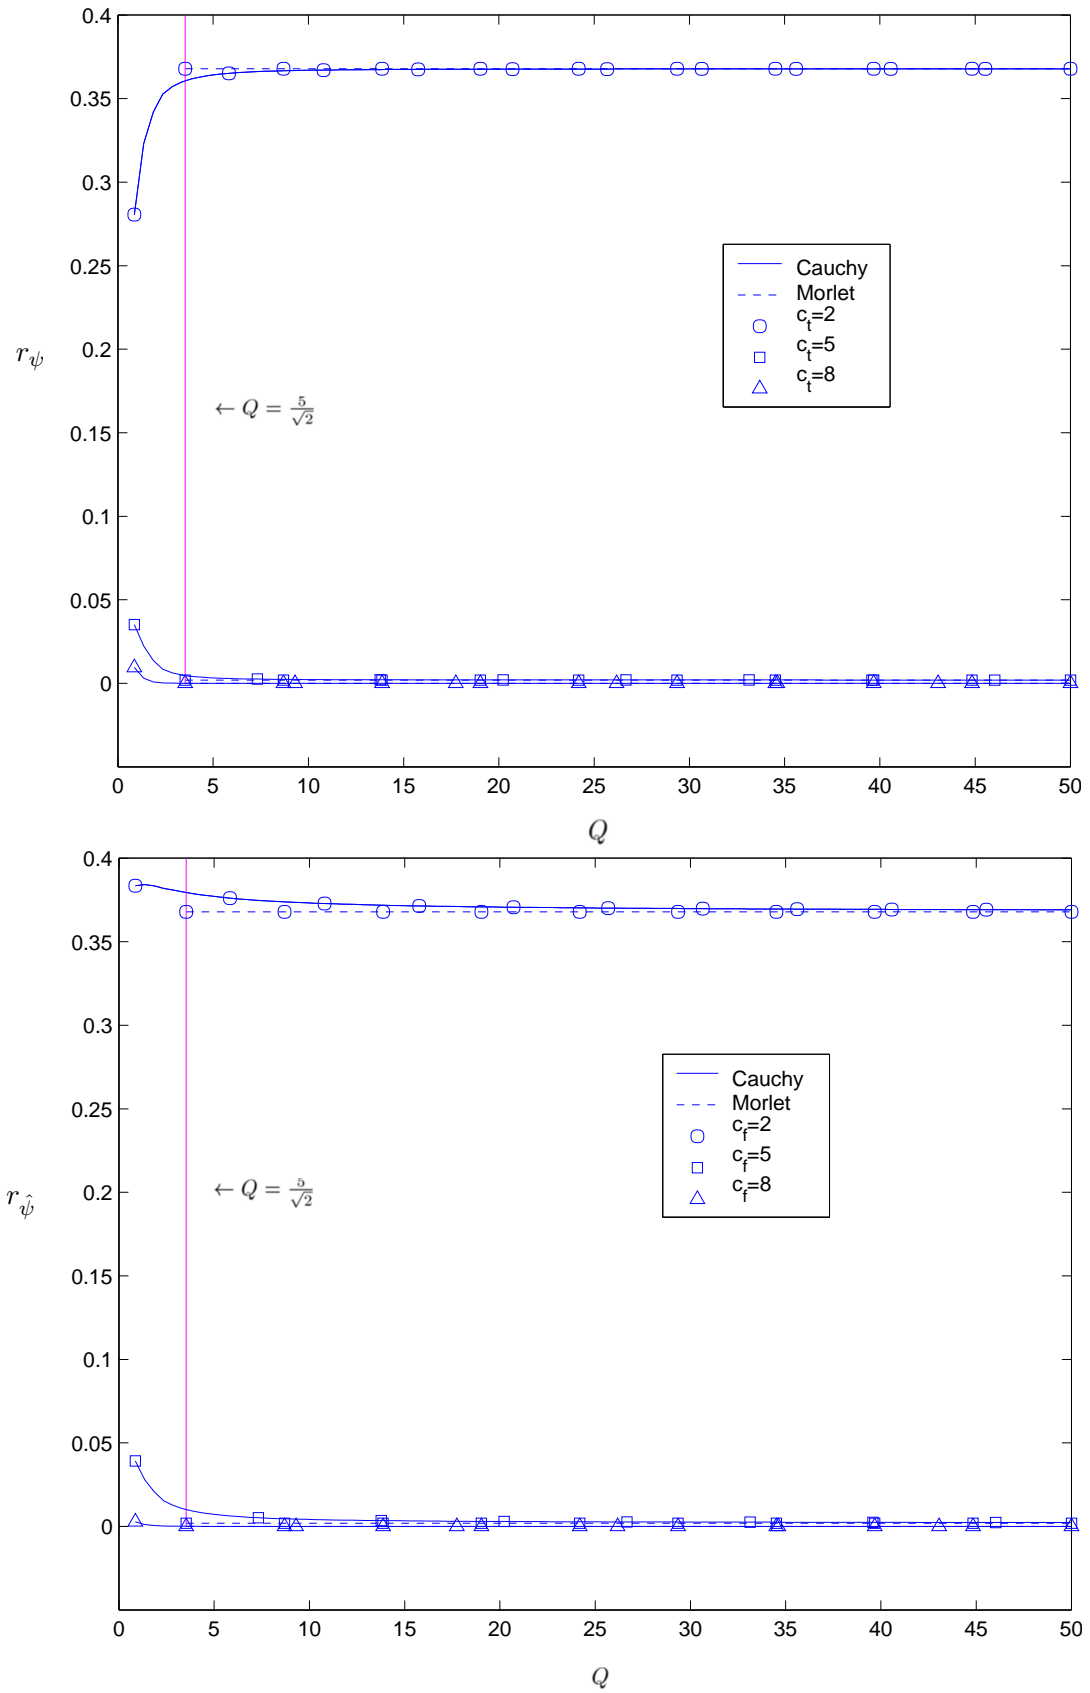 0.4
0.35
0.3
0.25
0.2
0.15
0.1
0.05
0
r_ψ
← Q = 5/√2
Cauchy
Morlet
c_t=2
c_t=5
c_t=8
0 5 10 15 20 25 30 35 40 45 50
Q
0.4
0.35
0.3
0.25
0.2
0.15
0.1
0.05
0
r_ψ̂
← Q = 5/√2
Cauchy
Morlet
c_f=2
c_f=5
c_f=8
0 5 10 15 20 25 30 35 40 45 50
Q